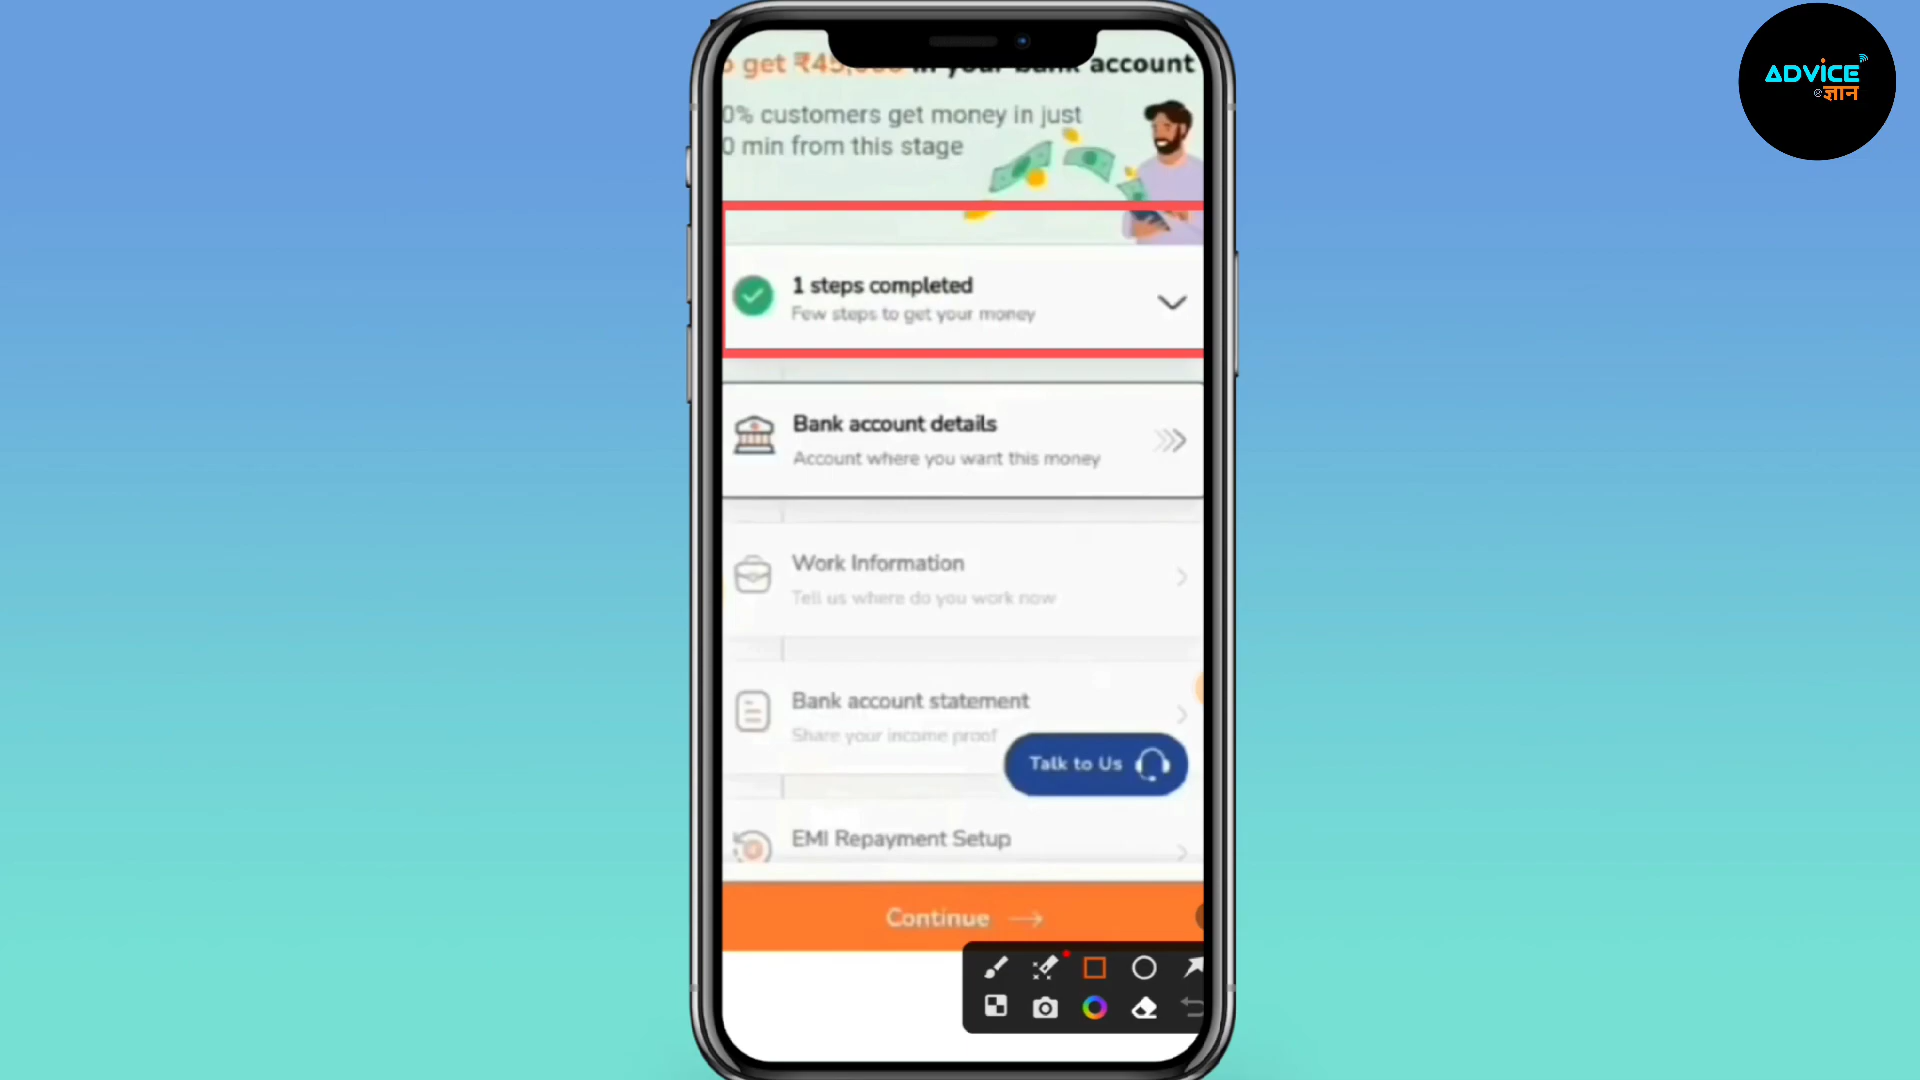 get ₹45, in your bank account
0% customers get money in just
0 min from this stage
1 steps completed
Few steps to get your money
Bank account details
Account where you want this money
Work Information
Tell us where do you work now
Bank account statement
Share your income proof
Talk to Us
EMI Repayment Setup
Continue
ADVICE
@ज्ञान